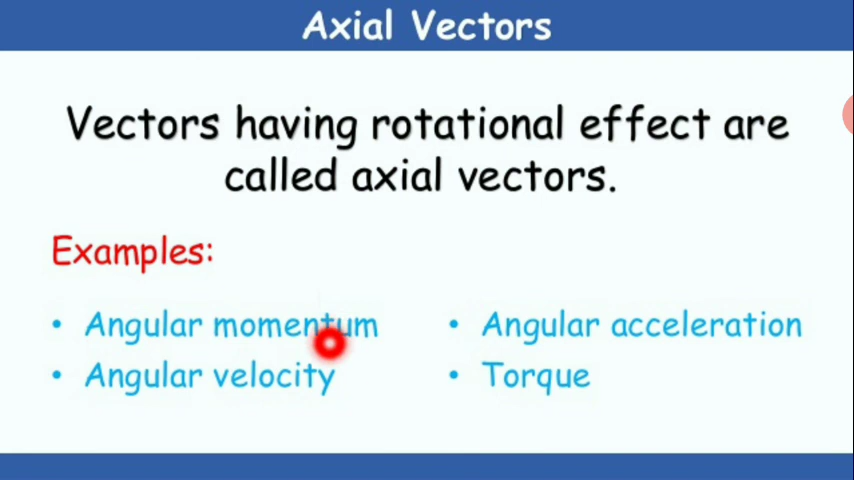 Axial Vectors
Vectors having rotational effect are
called axial vectors.
Examples:
• Angular momentum
• Angular acceleration
• Angular velocity
• Torque